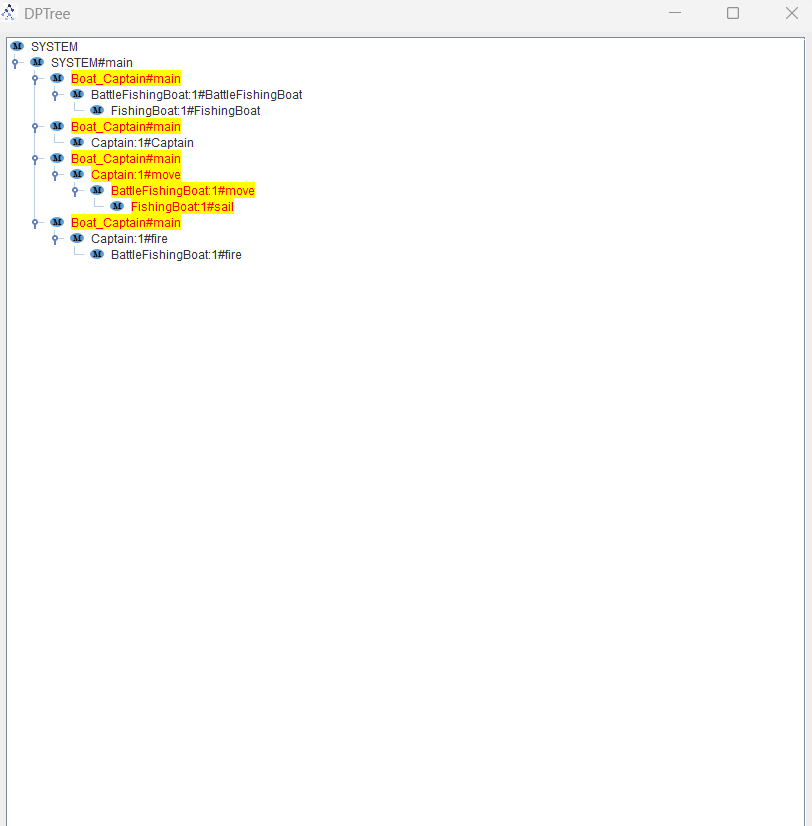 DPTree
M SYSTEM
M SYSTEM#main
M Boat_Captain#main
M BattleFishingBoat:1#BattleFishingBoat
M FishingBoat:1#FishingBoat
M Boat_Captain#main
M Captain:1#Captain
M Boat_Captain#main
M Captain:1#move
M BattleFishingBoat:1#move
M FishingBoat:1#sail
M Boat_Captain#main
M Captain:1#fire
M BattleFishingBoat:1#fire